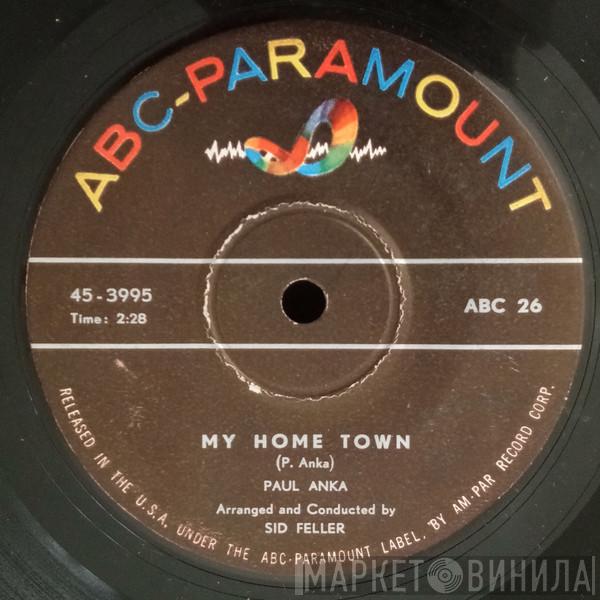 ABC-PARAMOUNT
45-3995
Time: 2:28
ABC 26
MY HOME TOWN
(P. Anka)
PAUL ANKA
Arranged and Conducted by
SID FELLER
RELEASED IN THE U.S.A. UNDER THE ABC-PARAMOUNT LABEL, BY AM-PAR RECORD CORP.
МАРКЕТ ВИНИЛА